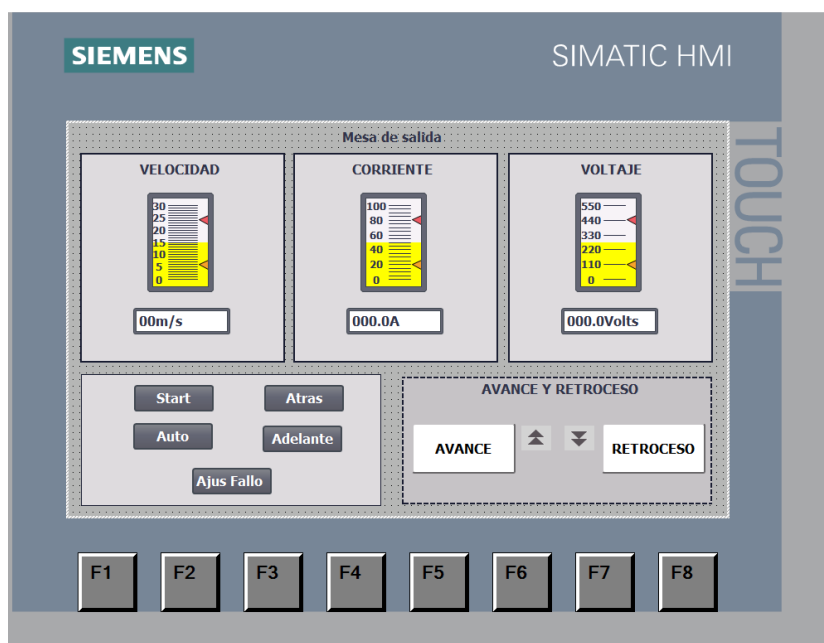 SIEMENS
SIMATIC HMI
TOUCH
Mesa de salida
VELOCIDAD
30
25
20
15
10
5
0
00m/s
CORRIENTE
100
80
60
40
20
0
000.0A
VOLTAJE
550
440
330
220
110
0
000.0Volts
Start
Atras
Auto
Adelante
Ajus Fallo
AVANCE Y RETROCESO
AVANCE
RETROCESO
F1
F2
F3
F4
F5
F6
F7
F8